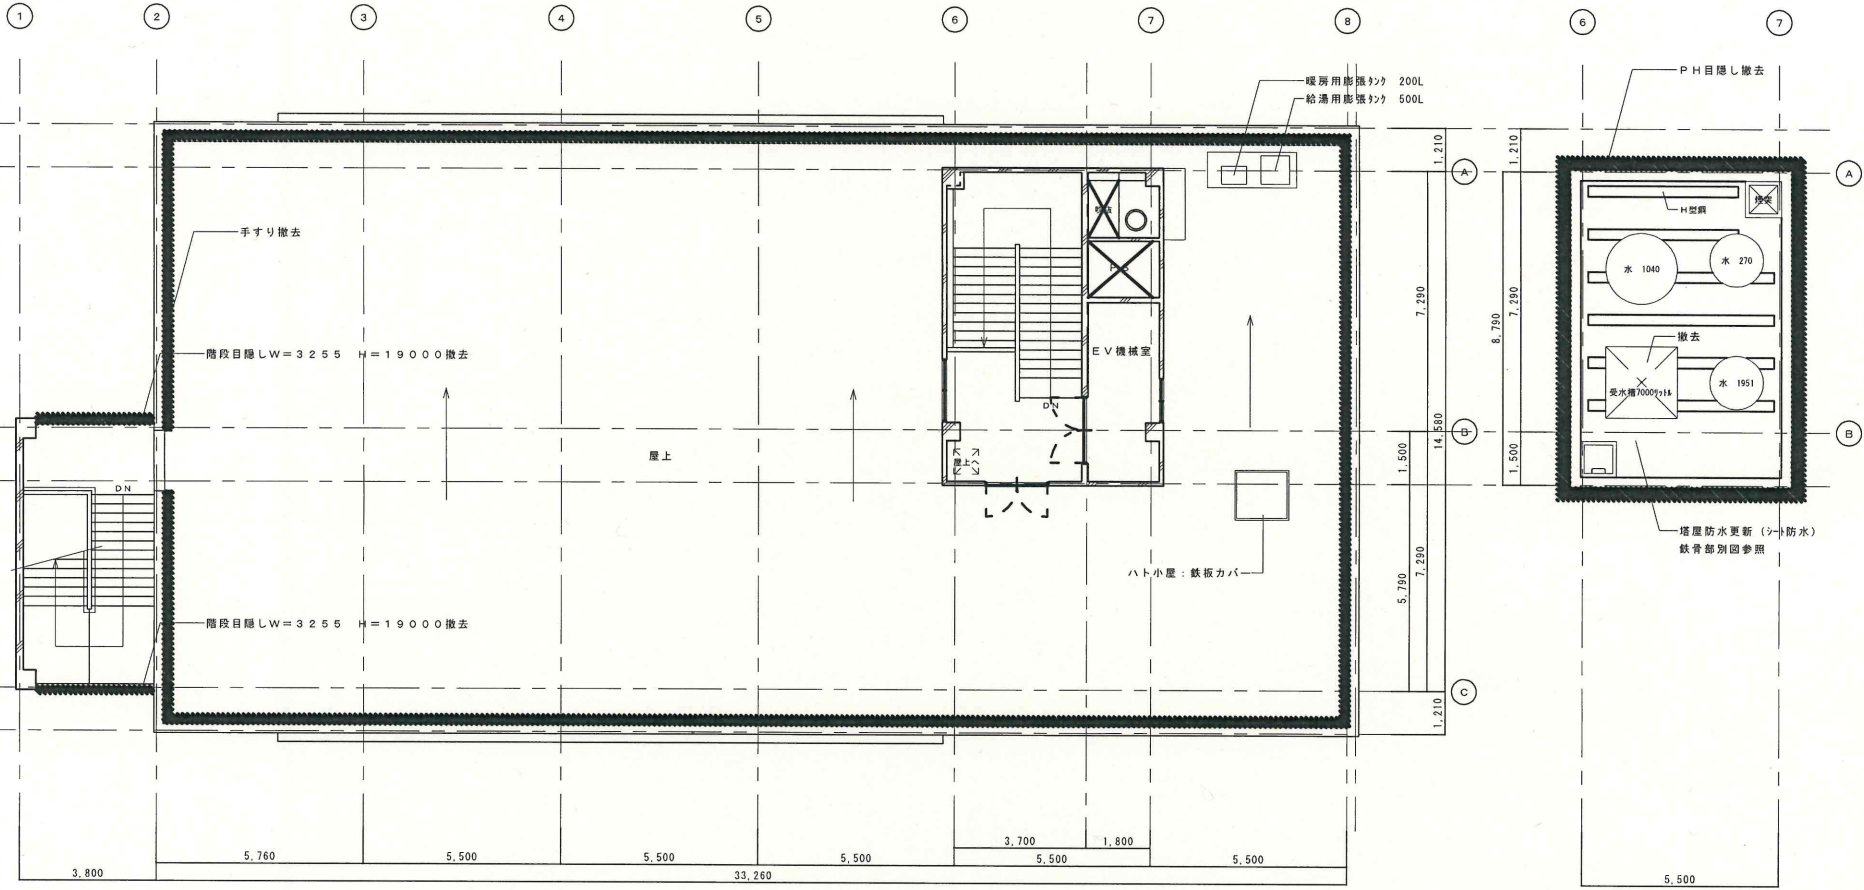 1
2
3
4
5
6
7
8
6
7
暖房用膨張タンク 200L
給湯用膨張タンク 500L
PH目隠し撤去
1,210
1,210
A
A
煙突
H型鋼
手すり撤去
吹抜
PS
水 1040
水 270
7,290
7,290
8,790
階段目隠しW=3255 H=19000撤去
EV機械室
撤去
受水槽7000リットル
水 1951
DN
B
B
14,580
1,500
1,500
屋上
屋上へ
DN
塔屋防水更新(シート防水)
鉄骨部別図参照
ハト小屋:鉄板カバー
5,790
7,290
階段目隠しW=3255 H=19000撤去
C
1,210
3,700
1,800
5,760
5,500
5,500
5,500
5,500
5,500
3,800
33,260
5,500